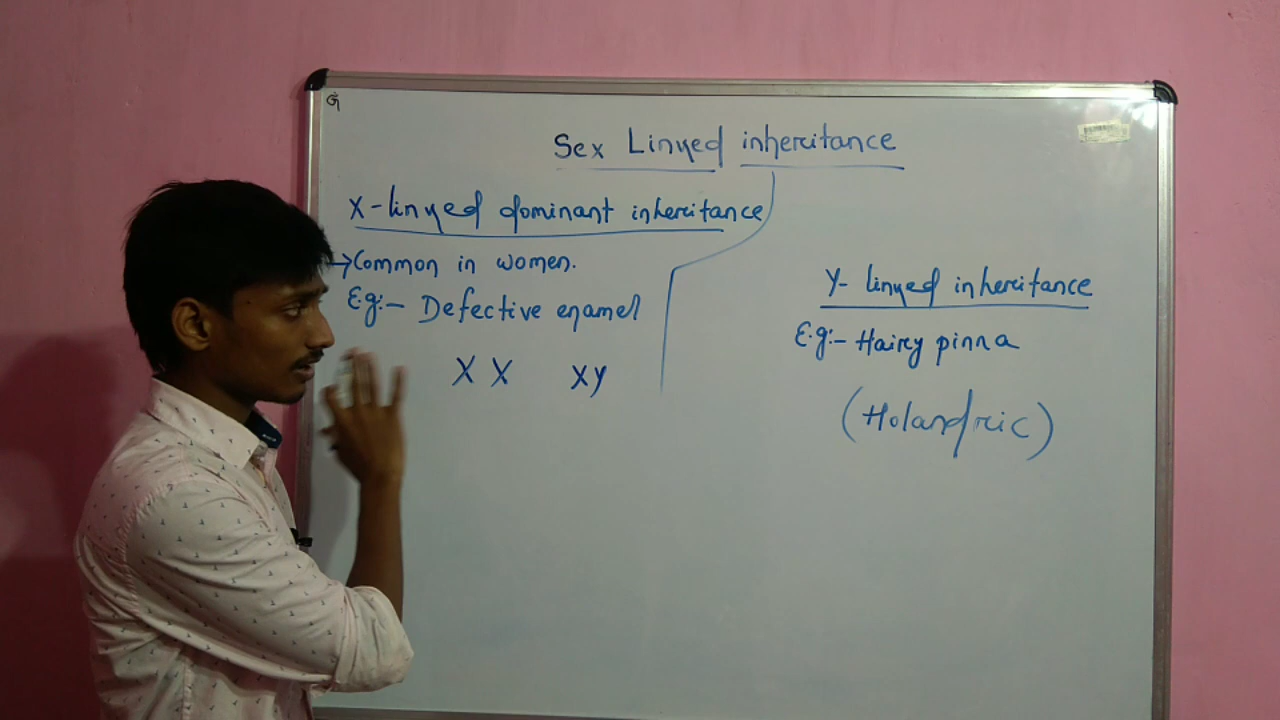 G
Sex Linked inheritance
X-linked dominant inheritance
→Common in women.
E.g:- Defective enamel
X X XY
Y- linked inheritance
E.g:- Hairy pinna
(Holandric)